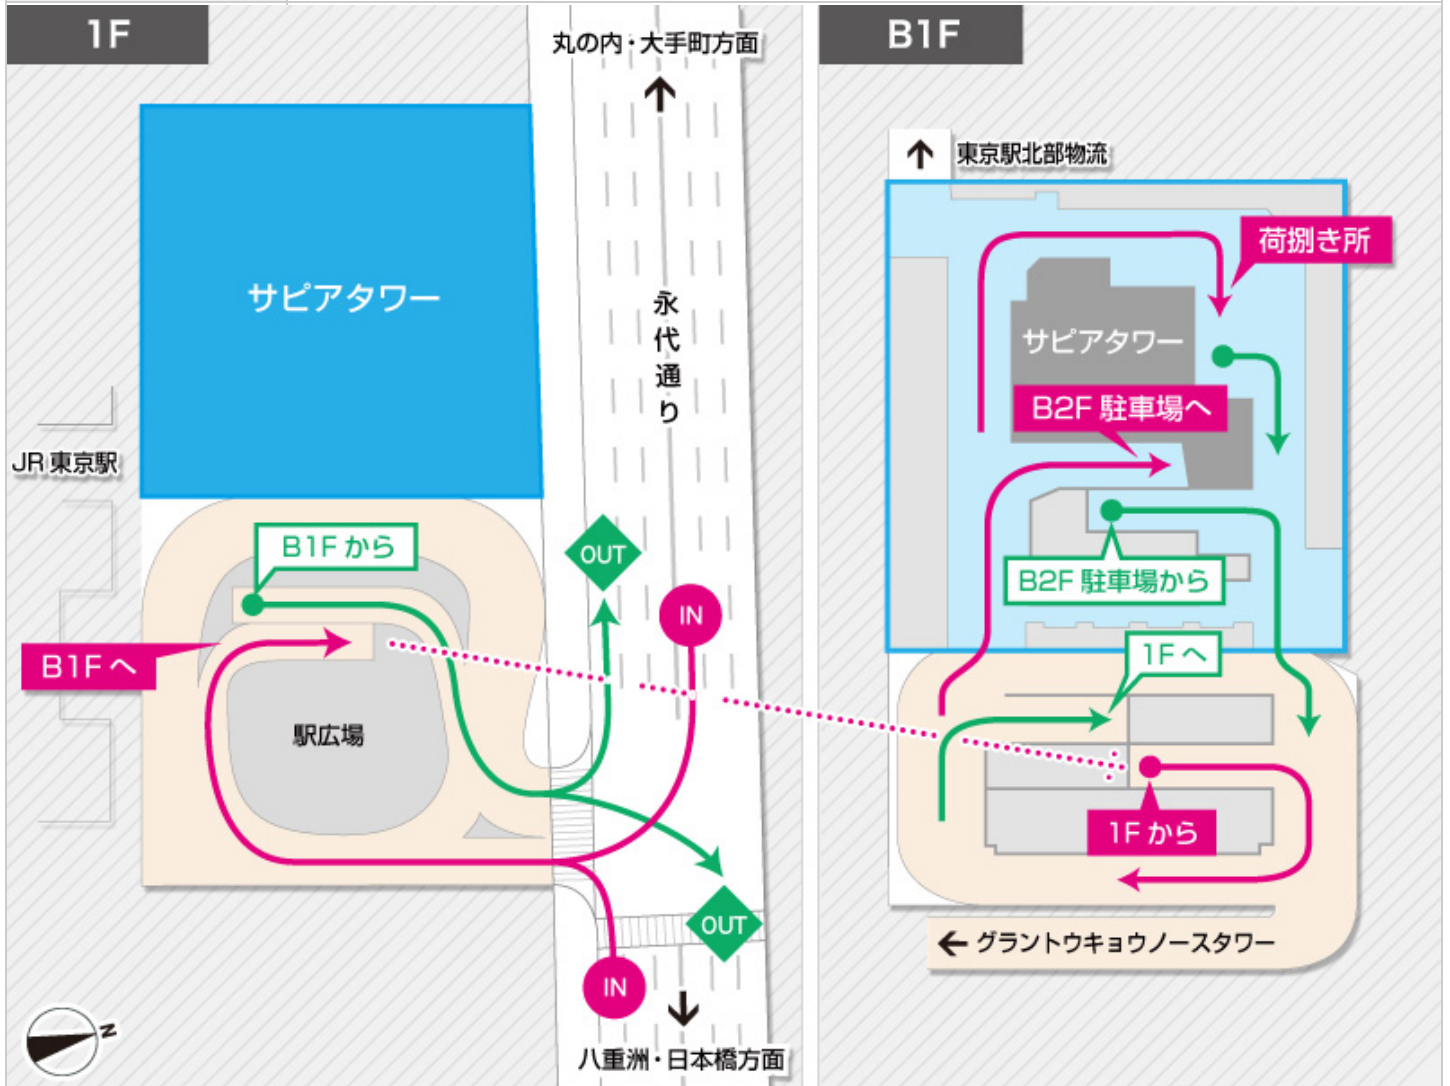 1F
丸の内・大手町方面
サピアタワー
永代通り
JR東京駅
B1Fから
OUT
IN
B1Fへ
駅広場
OUT
IN
八重洲・日本橋方面
N
B1F
東京駅北部物流
荷捌き所
サピアタワー
B2F 駐車場へ
B2F 駐車場から
1Fへ
1Fから
グラントウキョウノースタワー